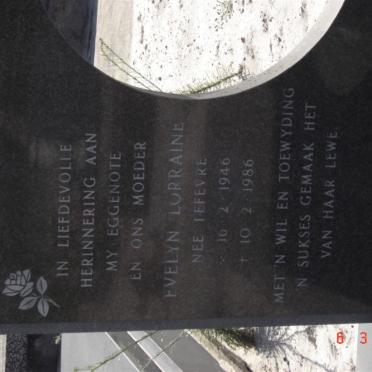 IN LIEFDEVOLLE
HERINNERING AAN
MY EGGENOTE
EN ONS MOEDER
EVELYN LORRAINE
NEE LEFEVRE
* 16 2 1946
† 10 2 1986
MET 'N WIL EN TOEWYDING
'N SUKSES GEMAAK HET
VAN HAAR LEWE
6 3